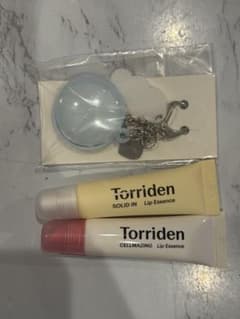 Torriden
SOLID IN Lip Essence
Torriden
CELLMAZING Lip Essence